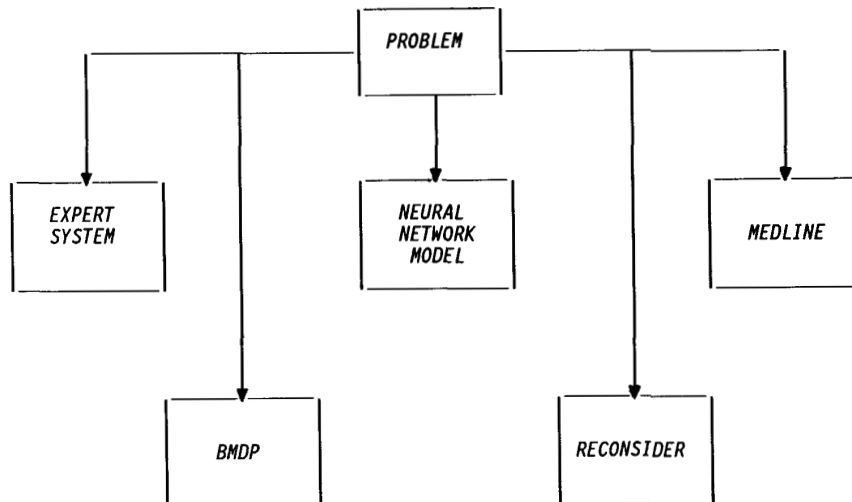 PROBLEM
EXPERT
SYSTEM
NEURAL
NETWORK
MODEL
MEDLINE
BMDP
RECONSIDER